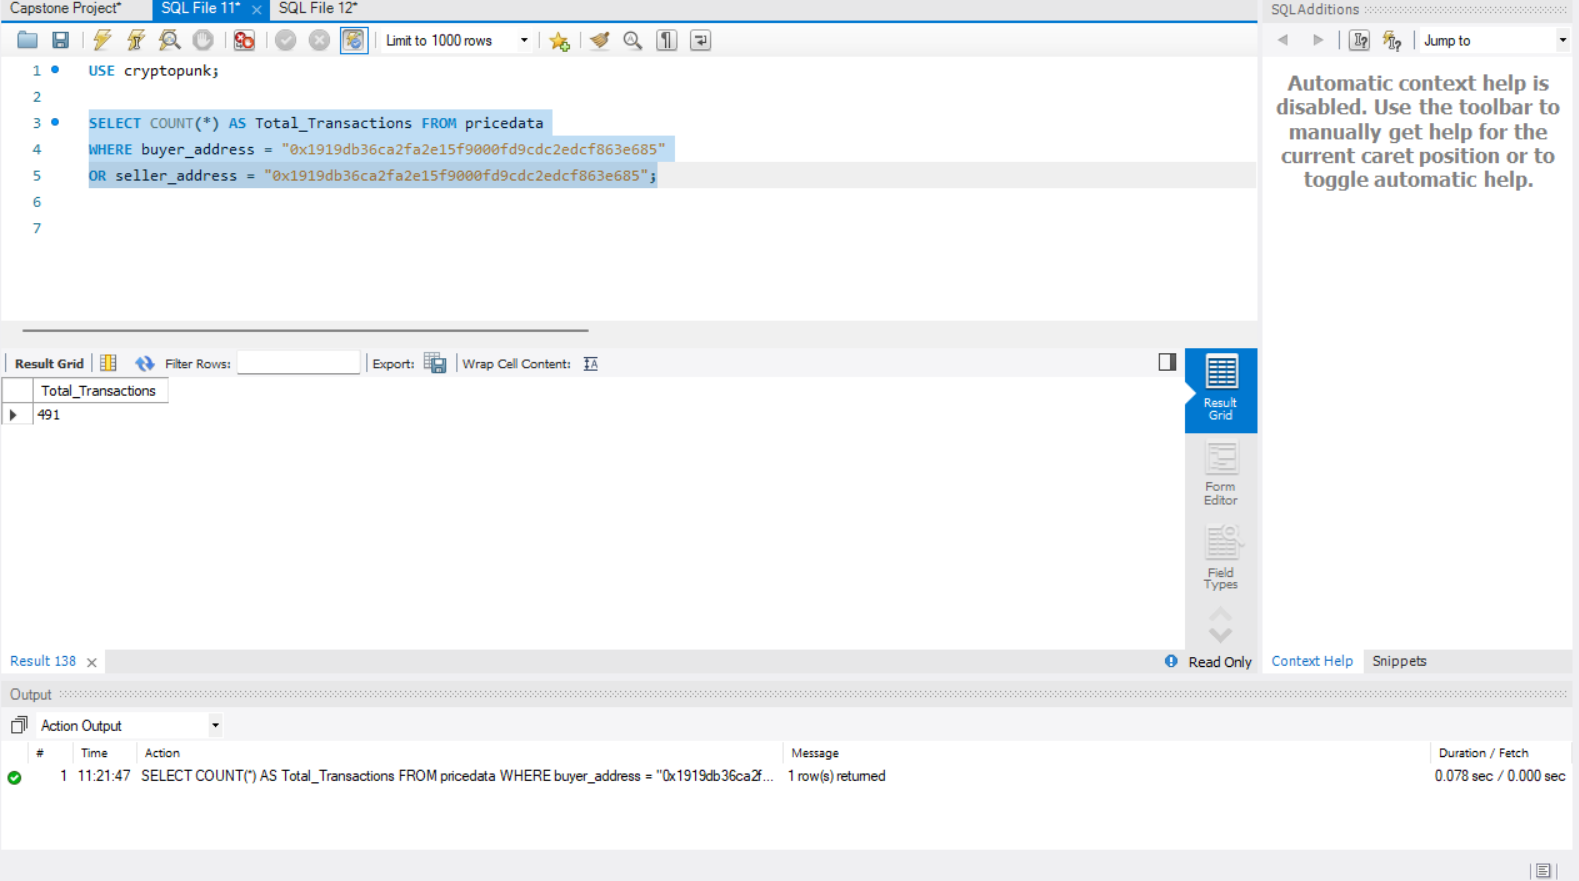 Capstone Project*
SQL File 11*
SQL File 12*
SQLAdditions
Limit to 1000 rows
Jump to
1 USE cryptopunk;
2
3 SELECT COUNT(*) AS Total_Transactions FROM pricedata
4 WHERE buyer_address = "0x1919db36ca2fa2e15f9000fd9cdc2edcf863e685"
5 OR seller_address = "0x1919db36ca2fa2e15f9000fd9cdc2edcf863e685";
6
7
Automatic context help is
disabled. Use the toolbar to
manually get help for the
current caret position or to
toggle automatic help.
Result Grid
Filter Rows:
Export:
Wrap Cell Content:
Total_Transactions
491
Result
Grid
Form
Editor
Field
Types
Result 138
Read Only
Context Help
Snippets
Output
Action Output
# Time Action Message Duration / Fetch
1 11:21:47 SELECT COUNT(*) AS Total_Transactions FROM pricedata WHERE buyer_address = "0x1919db36ca2f... 1 row(s) returned 0.078 sec / 0.000 sec